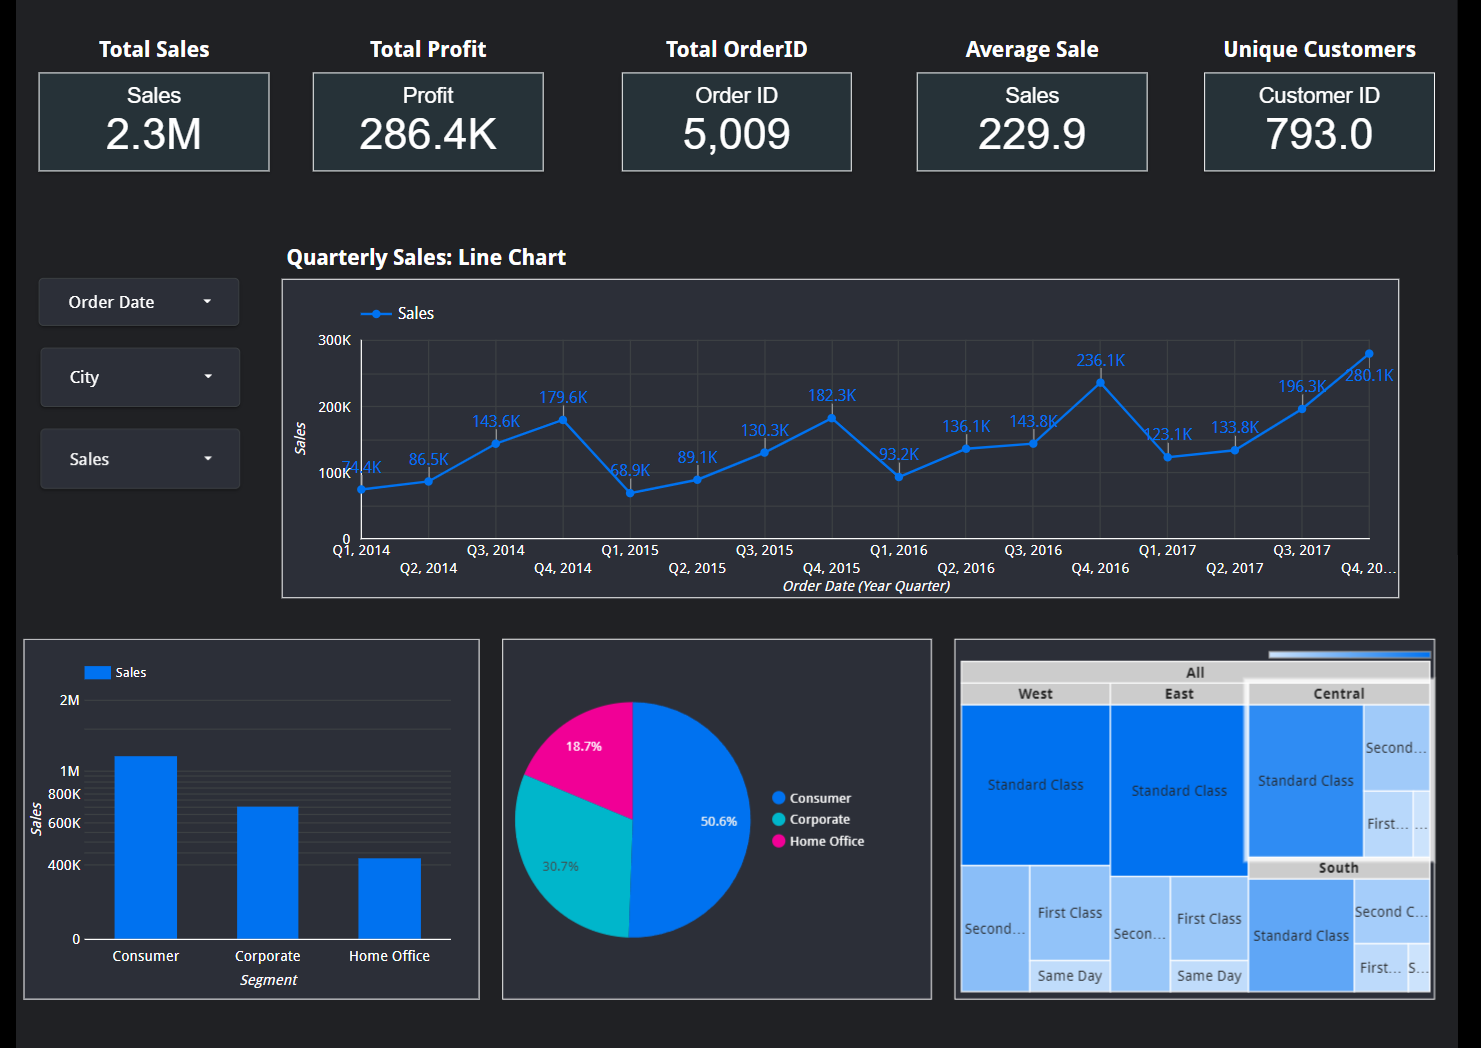 Total Sales
Total Profit
Total OrderID
Average Sale
Unique Customers
Sales
2.3M
Profit
286.4K
Order ID
5,009
Sales
229.9
Customer ID
793.0
Order Date
City
Sales
Quarterly Sales: Line Chart
Sales
300K
200K
100K
0
Sales
74.4K
86.5K
143.6K
179.6K
68.9K
89.1K
130.3K
182.3K
93.2K
136.1K
143.8K
236.1K
123.1K
133.8K
196.3K
280.1K
Q1, 2014
Q2, 2014
Q3, 2014
Q4, 2014
Q1, 2015
Q2, 2015
Q3, 2015
Q4, 2015
Q1, 2016
Q2, 2016
Q3, 2016
Q4, 2016
Q1, 2017
Q2, 2017
Q3, 2017
Q4, 20...
Order Date (Year Quarter)
Sales
2M
1M
800K
600K
400K
0
Sales
Consumer
Corporate
Home Office
Segment
18.7%
50.6%
30.7%
Consumer
Corporate
Home Office
All
West
East
Central
Standard Class
Standard Class
Standard Class
Second...
First...
...
South
Second...
First Class
Same Day
Secon...
First Class
Same Day
Standard Class
Second C...
First...
S...